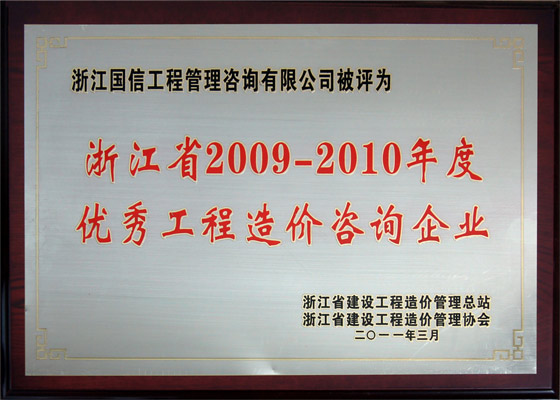 浙江国信工程管理咨询有限公司被评为
浙江省2009-2010年度
优秀工程造价咨询企业
浙江省建设工程造价管理总站
浙江省建设工程造价管理协会
二〇一一年三月